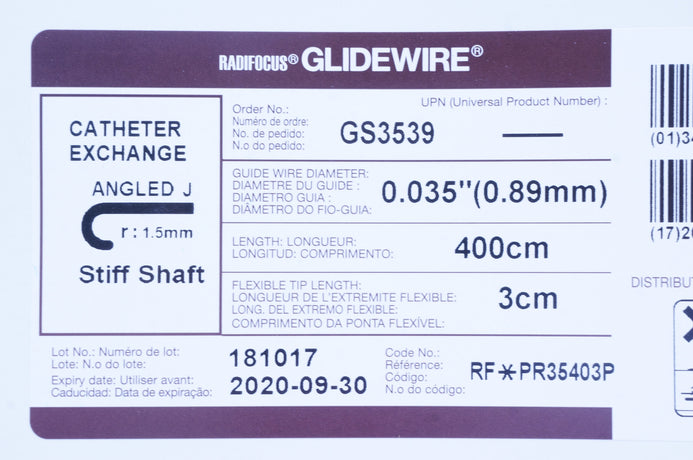 RADIFOCUS® GLIDEWIRE®
CATHETER
EXCHANGE
ANGLED J
r: 1.5mm
Stiff Shaft
UPN (Universal Product Number) :
Order No.:
Numéro de ordre:
No. de pedido:
N.o do pedido:
GS3539
GUIDE WIRE DIAMETER:
DIAMETRE DU GUIDE :
DIAMETRO GUIA :
DIÂMETRO DO FIO-GUIA:
0.035"(0.89mm)
LENGTH: LONGUEUR:
LONGITUD: COMPRIMENTO:
400cm
FLEXIBLE TIP LENGTH:
LONGUEUR DE L'EXTREMITE FLEXIBLE:
LONG. DEL EXTREMO FLEXIBLE:
COMPRIMENTO DA PONTA FLEXÍVEL:
3cm
Lot No.: Numéro de lot:
Lote: N.o do lote:
181017
Expiry date: Utiliser avant:
Caducidad: Data de expiração:
2020-09-30
Code No.:
Référence:
Código:
N.o do código:
RF*PR35403P
(01)34
(17)20
DISTRIBUT